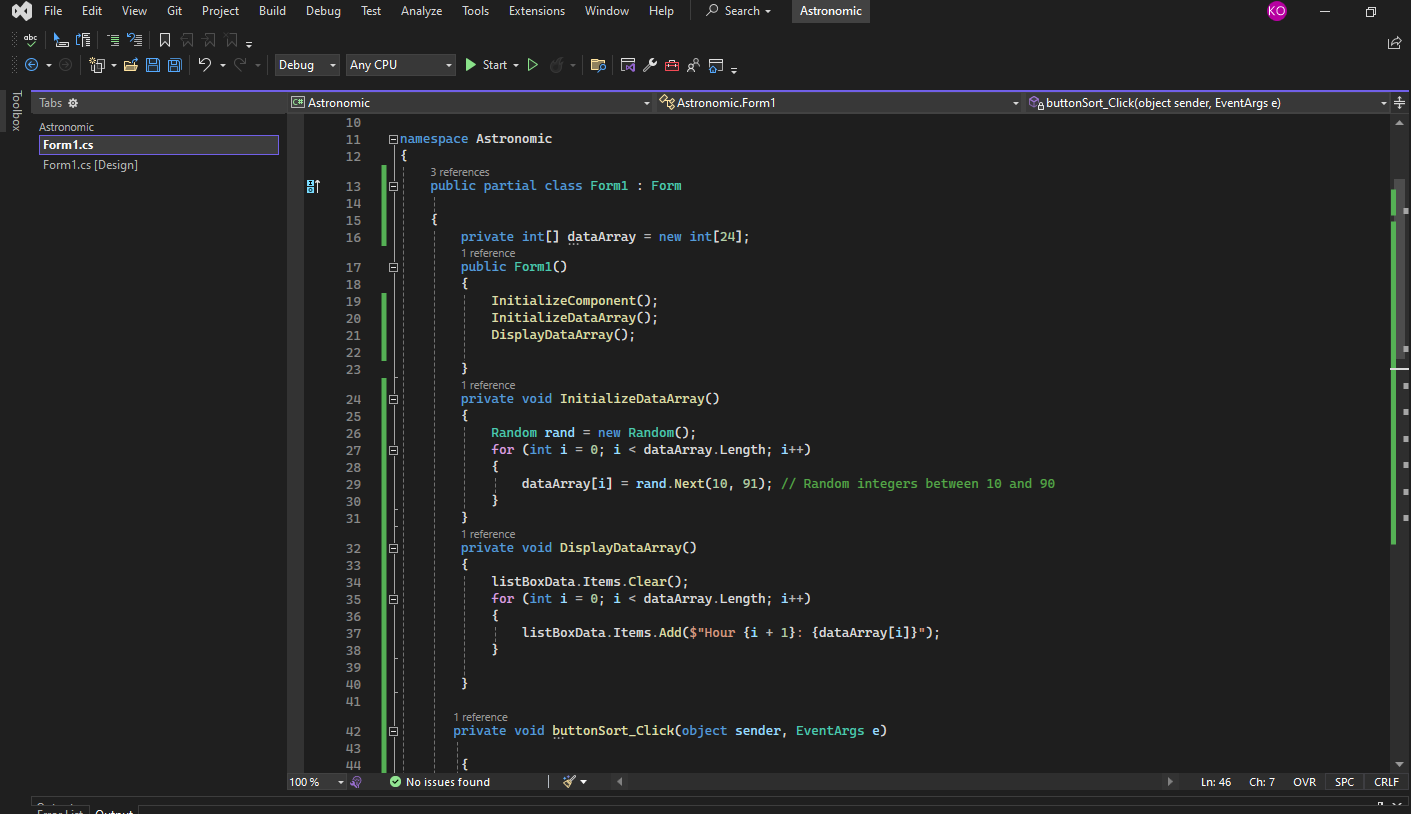 File Edit View Git Project Build Debug Test Analyze Tools Extensions Window Help Search Astronomic KO
abc
Debug Any CPU Start
Toolbox
Tabs
Astronomic
Form1.cs
Form1.cs [Design]
C# Astronomic Astronomic.Form1 buttonSort_Click(object sender, EventArgs e)
10
11 namespace Astronomic
12 {
3 references
13 public partial class Form1 : Form
14
15 {
16 private int[] dataArray = new int[24];
1 reference
17 public Form1()
18 {
19 InitializeComponent();
20 InitializeDataArray();
21 DisplayDataArray();
22
23 }
1 reference
24 private void InitializeDataArray()
25 {
26 Random rand = new Random();
27 for (int i = 0; i < dataArray.Length; i++)
28 {
29 dataArray[i] = rand.Next(10, 91); // Random integers between 10 and 90
30 }
31 }
1 reference
32 private void DisplayDataArray()
33 {
34 listBoxData.Items.Clear();
35 for (int i = 0; i < dataArray.Length; i++)
36 {
37 listBoxData.Items.Add($"Hour {i + 1}: {dataArray[i]}");
38 }
39
40 }
41
1 reference
42 private void buttonSort_Click(object sender, EventArgs e)
43
44 {
100 % No issues found Ln: 46 Ch: 7 OVR SPC CRLF
Error List Output